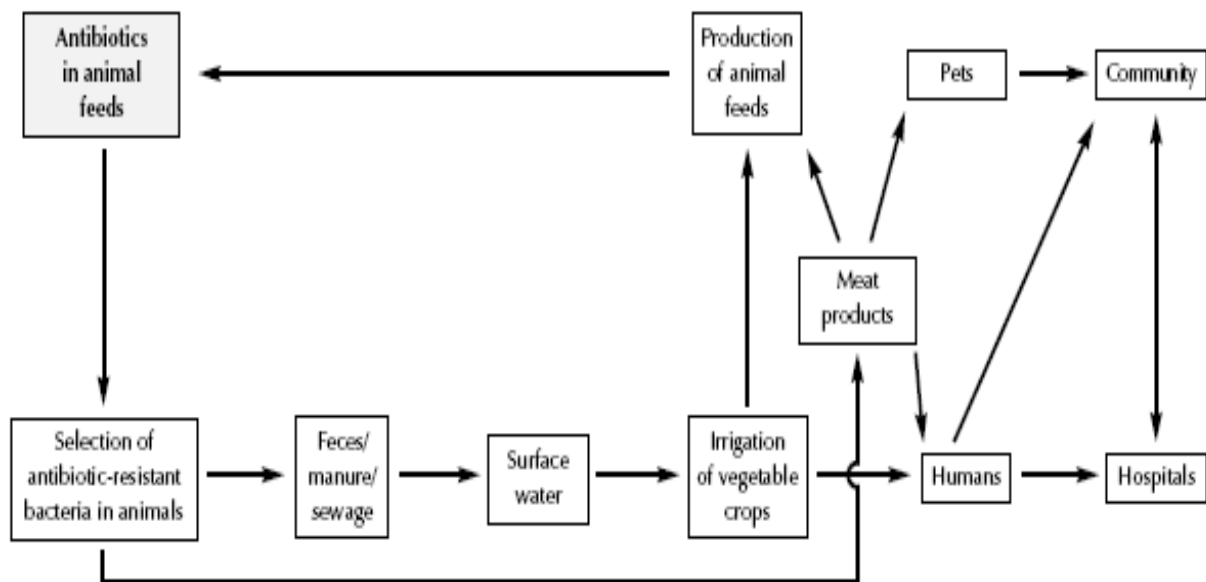 Antibiotics
in animal
feeds
Production
of animal
feeds
Pets
Community
Meat
products
Selection of
antibiotic-resistant
bacteria in animals
Feces/
manure/
sewage
Surface
water
Irrigation
of vegetable
crops
Humans
Hospitals